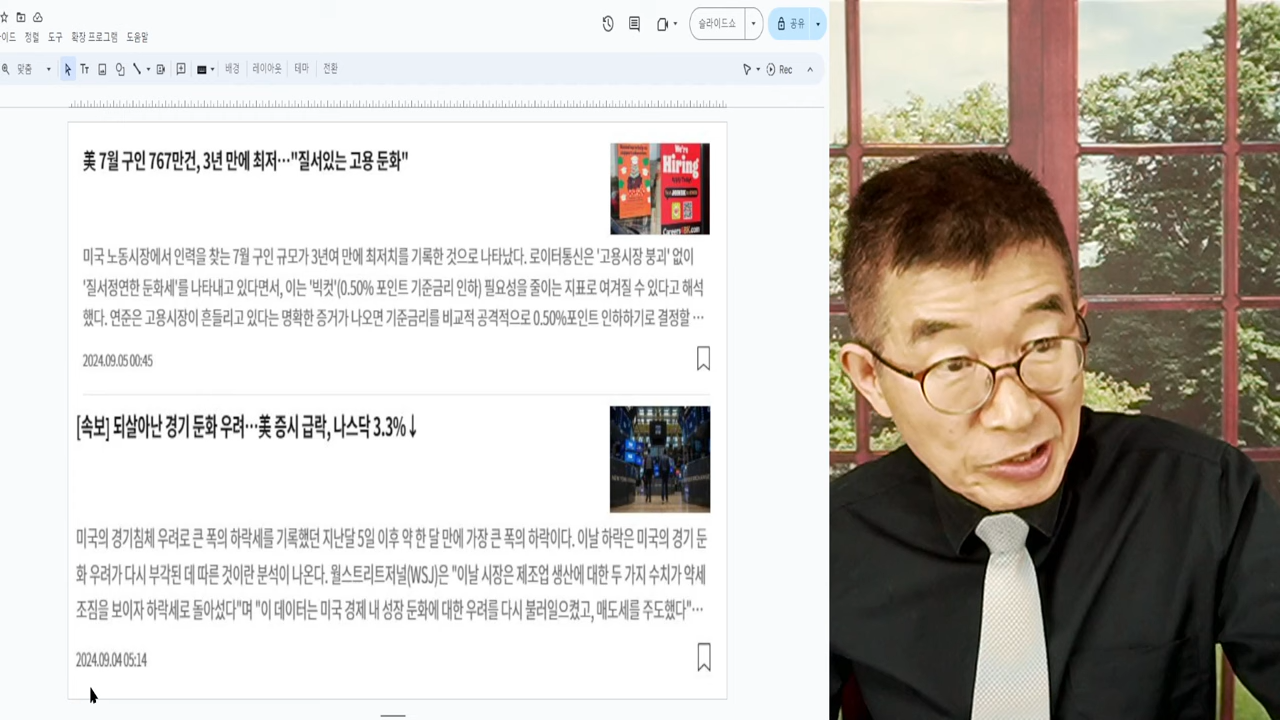 이드 정렬 도구 확장 프로그램 도움말
슬라이드쇼
공유
맞춤
Tr
배경 레이아웃 테마 전환
Rec
美 7월 구인 767만건, 3년 만에 최저…"질서있는 고용 둔화"
We're
Hiring
미국 노동시장에서 인력을 찾는 7월 구인 규모가 3년여 만에 최저치를 기록한 것으로 나타났다. 로이터통신은 '고용시장 붕괴' 없이
'질서정연한 둔화세'를 나타내고 있다면서, 이는 '빅컷'(0.50% 포인트 기준금리 인하) 필요성을 줄이는 지표로 여겨질 수 있다고 해석
했다. 연준은 고용시장이 흔들리고 있다는 명확한 증거가 나오면 기준금리를 비교적 공격적으로 0.50%포인트 인하하기로 결정할 …
2024.09.05 00:45
[속보] 되살아난 경기 둔화 우려…美 증시 급락, 나스닥 3.3%↓
미국의 경기침체 우려로 큰 폭의 하락세를 기록했던 지난달 5일 이후 약 한 달 만에 가장 큰 폭의 하락이다. 이날 하락은 미국의 경기 둔
화 우려가 다시 부각된 데 따른 것이란 분석이 나온다. 월스트리트저널(WSJ)은 "이날 시장은 제조업 생산에 대한 두 가지 수치가 약세
조짐을 보이자 하락세로 돌아섰다"며 "이 데이터는 미국 경제 내 성장 둔화에 대한 우려를 다시 불러일으켰고, 매도세를 주도했다"…
2024.09.04 05:14